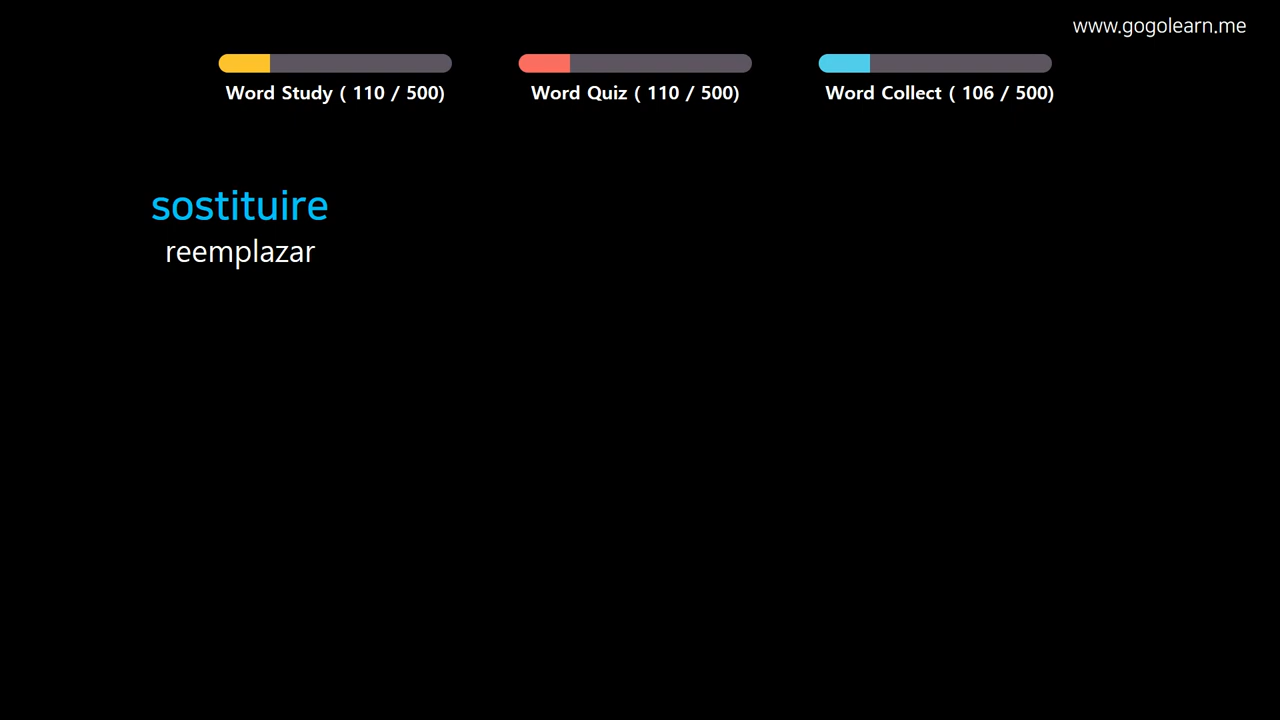 www.gogolearn.me
Word Study ( 110 / 500)
Word Quiz ( 110 / 500)
Word Collect ( 106 / 500)
sostituire
reemplazar